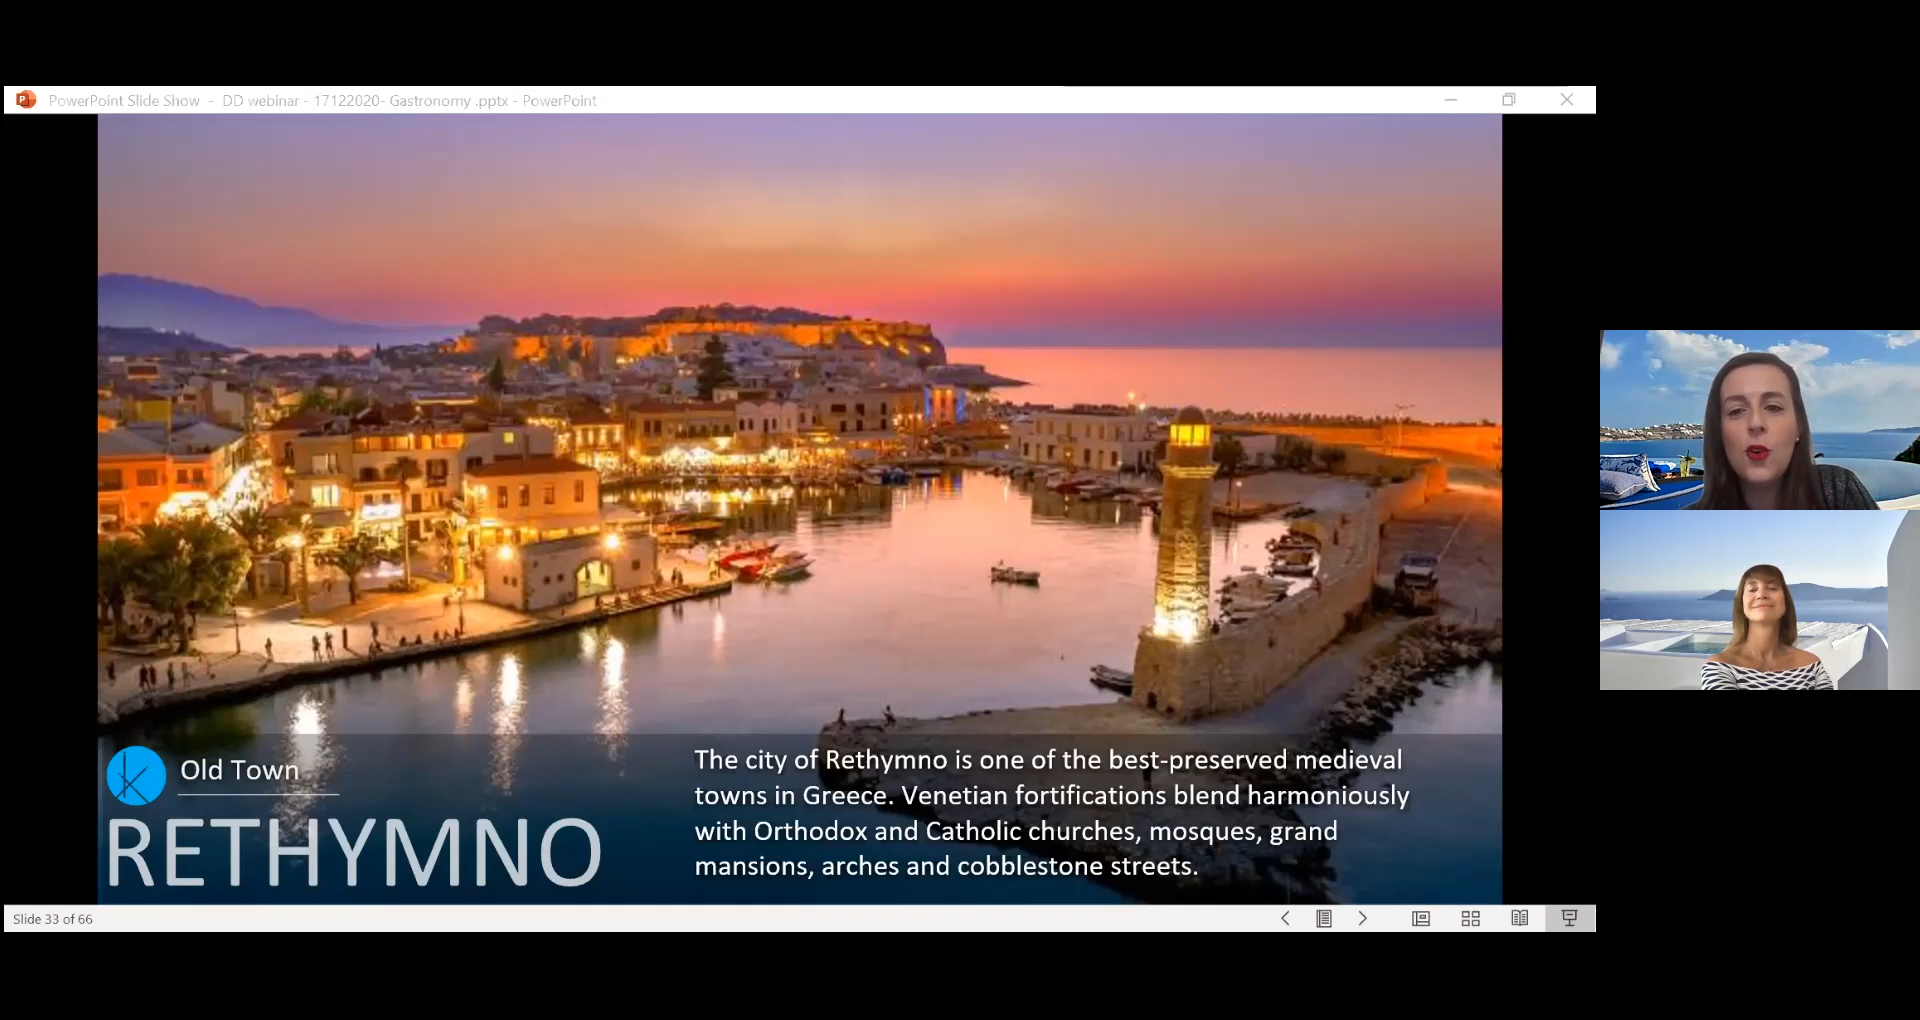 PowerPoint Slide Show - DD webinar - 17122020- Gastronomy .pptx - PowerPoint
Old Town
RETHYMNO
The city of Rethymno is one of the best-preserved medieval
towns in Greece. Venetian fortifications blend harmoniously
with Orthodox and Catholic churches, mosques, grand
mansions, arches and cobblestone streets.
Slide 33 of 66